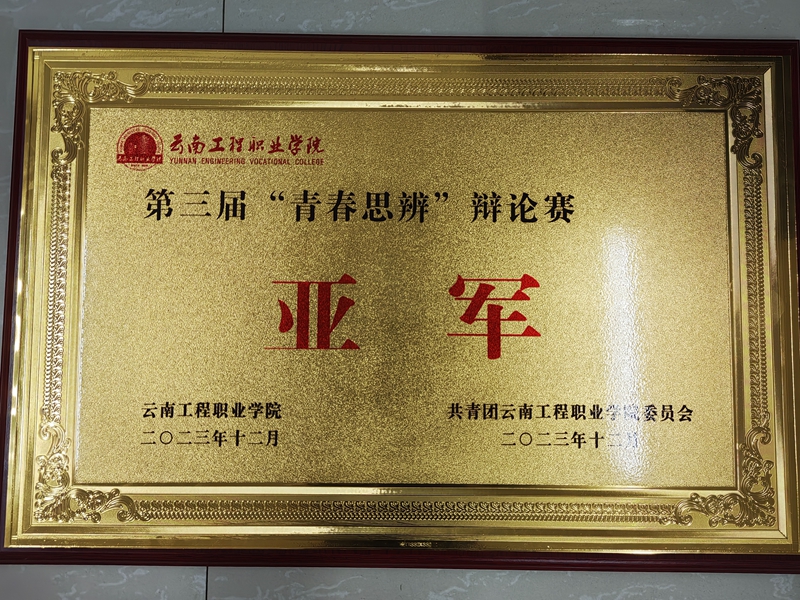 云南工程职业学院
YUNNAN ENGINEERING VOCATIONAL COLLEGE
第三届“青春思辨”辩论赛
亚军
云南工程职业学院
二〇二三年十二月
共青团云南工程职业学院委员会
二〇二三年十二月